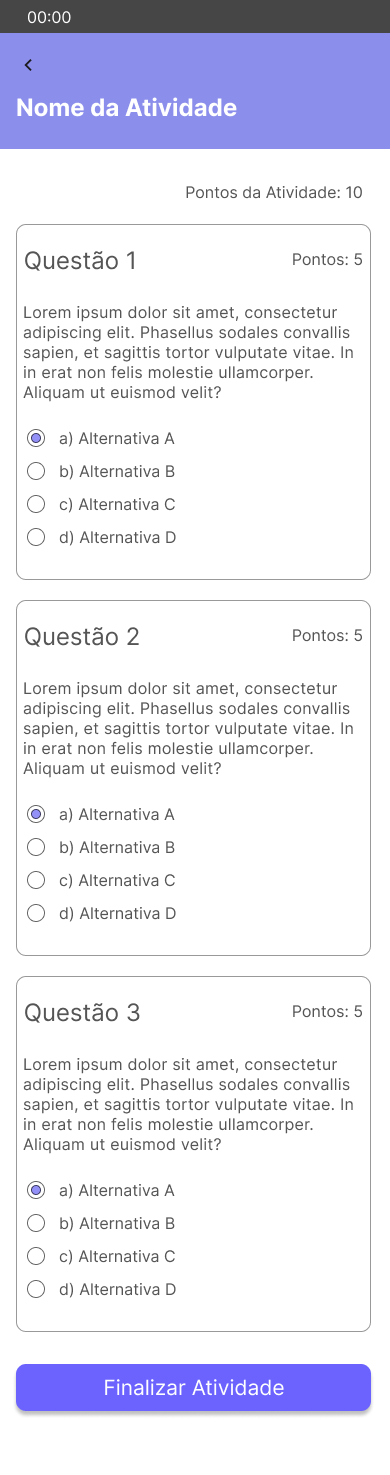 00:00
Nome da Atividade
Pontos da Atividade: 10
Questão 1
Pontos: 5
Lorem ipsum dolor sit amet, consectetur
adipiscing elit. Phasellus sodales convallis
sapien, et sagittis tortor vulputate vitae. In
in erat non felis molestie ullamcorper.
Aliquam ut euismod velit?
a) Alternativa A
b) Alternativa B
c) Alternativa C
d) Alternativa D
Questão 2
Pontos: 5
Lorem ipsum dolor sit amet, consectetur
adipiscing elit. Phasellus sodales convallis
sapien, et sagittis tortor vulputate vitae. In
in erat non felis molestie ullamcorper.
Aliquam ut euismod velit?
a) Alternativa A
b) Alternativa B
c) Alternativa C
d) Alternativa D
Questão 3
Pontos: 5
Lorem ipsum dolor sit amet, consectetur
adipiscing elit. Phasellus sodales convallis
sapien, et sagittis tortor vulputate vitae. In
in erat non felis molestie ullamcorper.
Aliquam ut euismod velit?
a) Alternativa A
b) Alternativa B
c) Alternativa C
d) Alternativa D
Finalizar Atividade